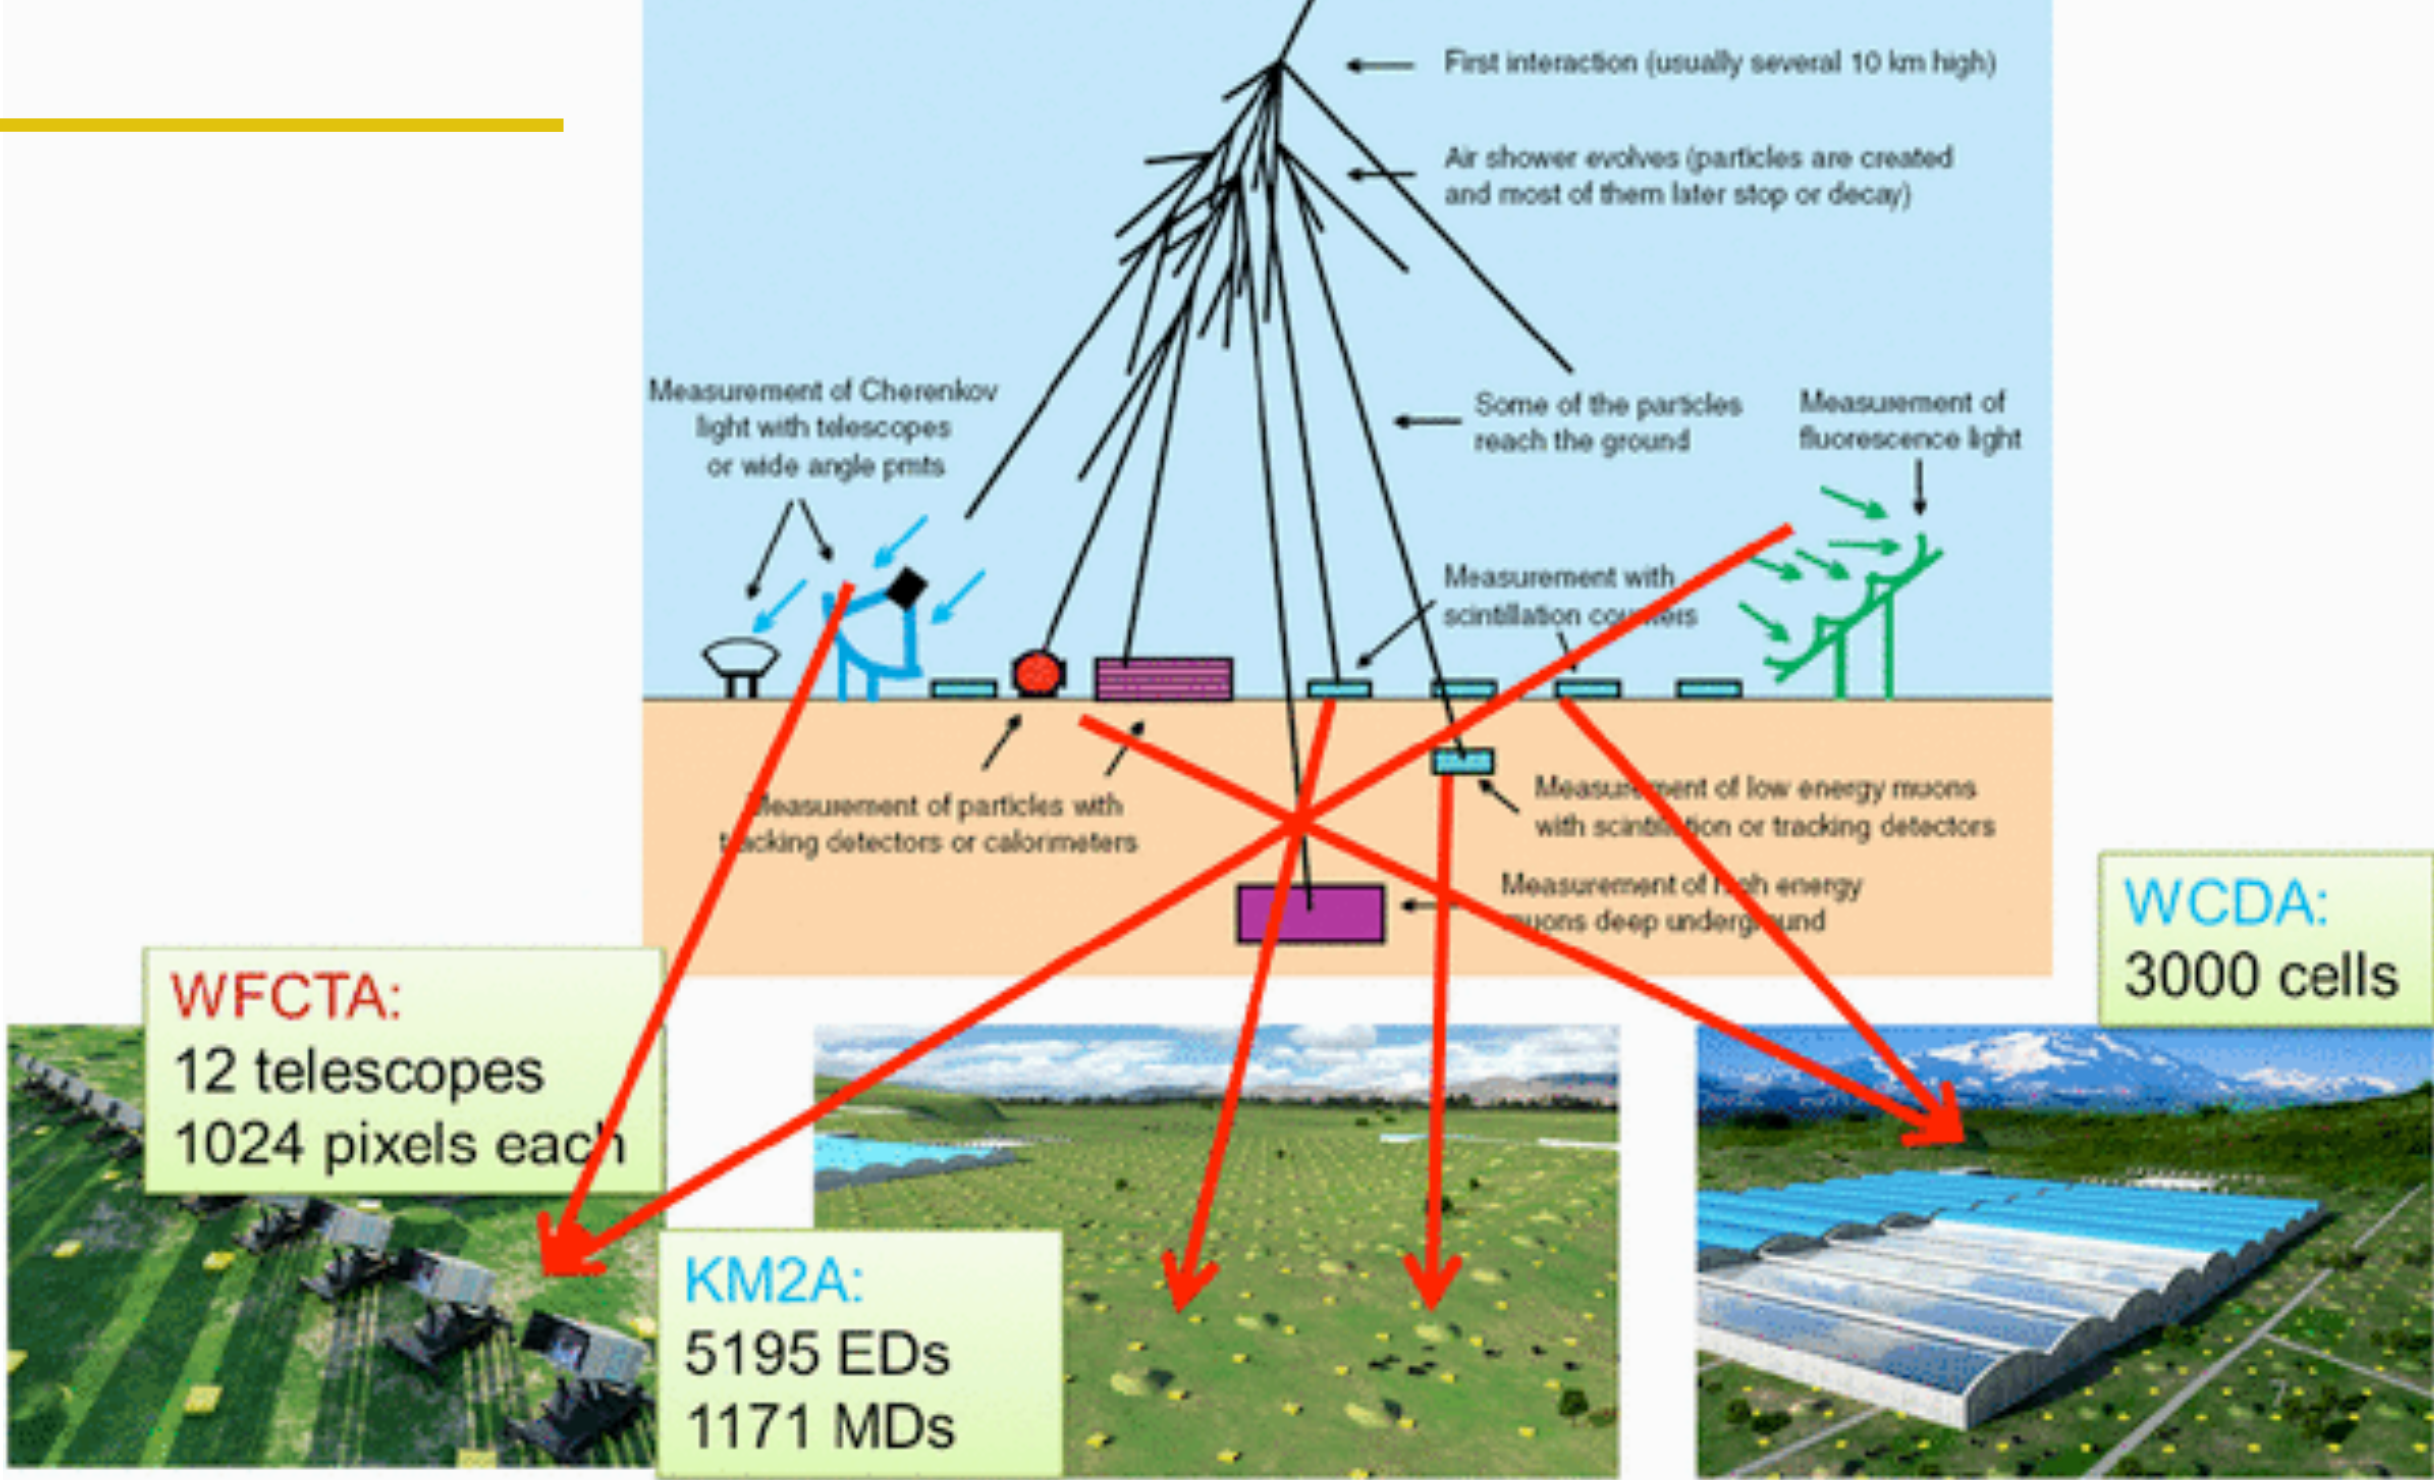 First interaction (usually several 10 km high)
Air shower evolves (particles are created
and most of them later stop or decay)
Measurement of Cherenkov
light with telescopes
or wide angle pmts
Some of the particles
reach the ground
Measurement of
fluorescence light
Measurement with
scintillation counters
Measurement of particles with
tracking detectors or calorimeters
Measurement of low energy muons
with scintillation or tracking detectors
Measurement of high energy
muons deep underground
WCDA:
3000 cells
WFCTA:
12 telescopes
1024 pixels each
KM2A:
5195 EDs
1171 MDs
7